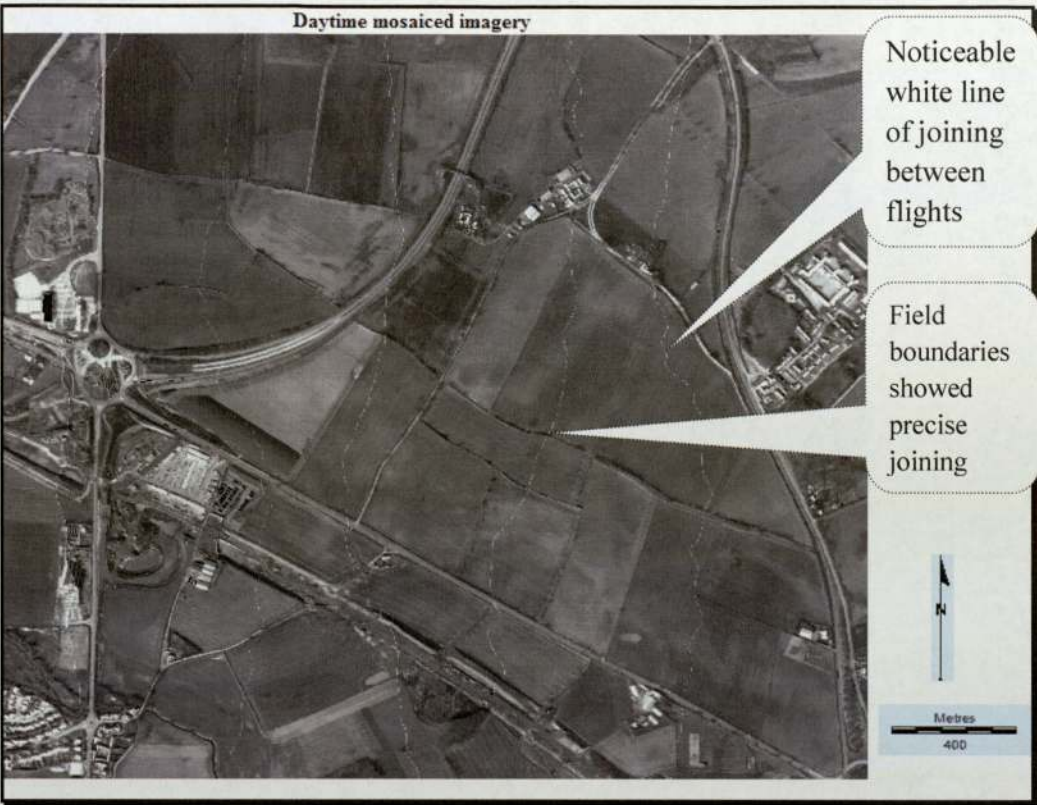 Daytime mosaiced imagery
Noticeable
white line
of joining
between
flights
Field
boundaries
showed
precise
joining
N
Metres
400